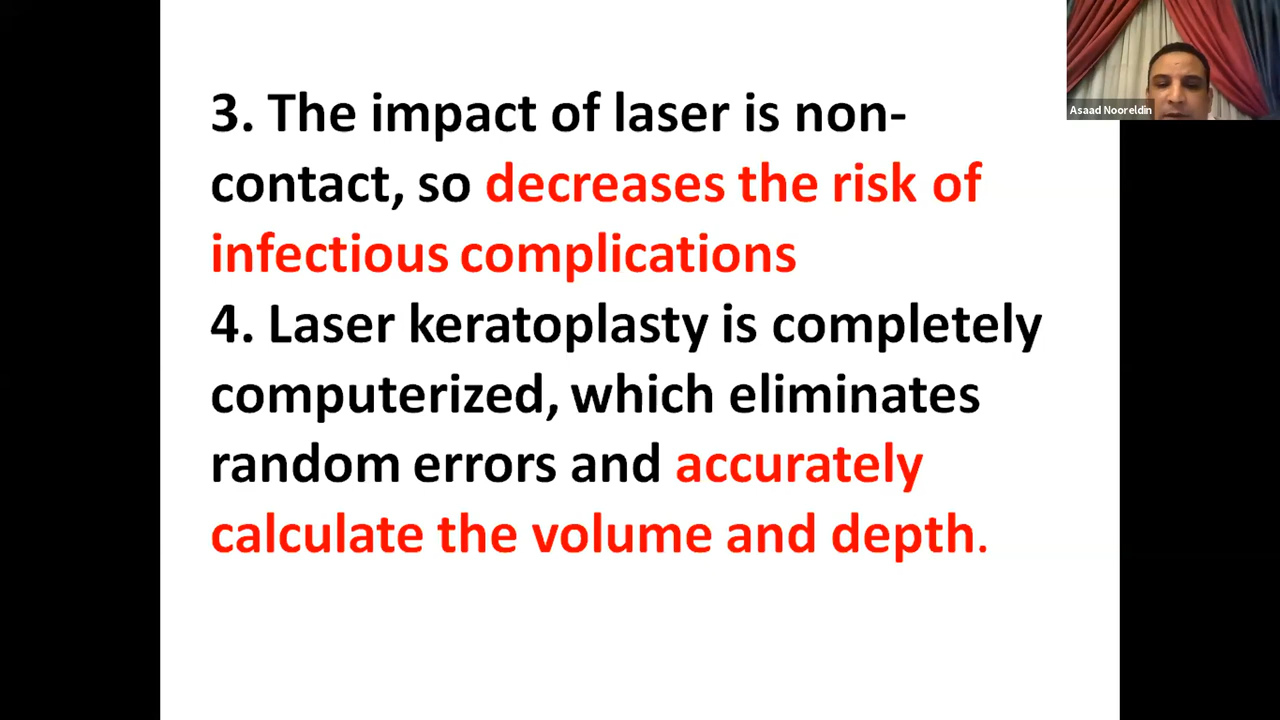 Asaad Nooreldin
3. The impact of laser is non-
contact, so decreases the risk of
infectious complications
4. Laser keratoplasty is completely
computerized, which eliminates
random errors and accurately
calculate the volume and depth.